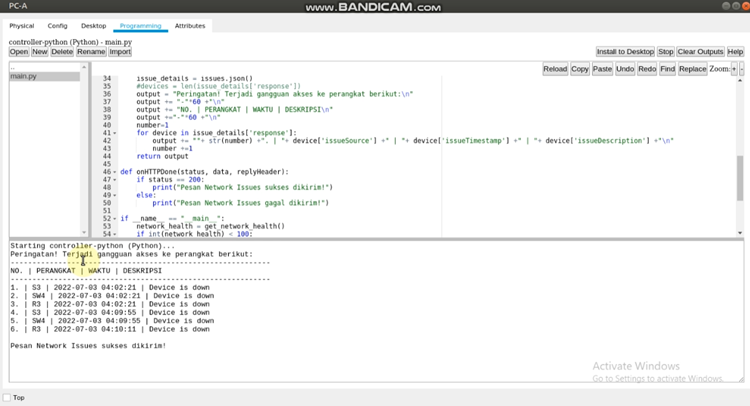 PC-A
WWW.BANDICAM.COM
Physical Config Desktop Programming Attributes
controller-python (Python) - main.py
Open New Delete Rename Import Install to Desktop Stop Clear Outputs Help
..
main.py
Reload Copy Paste Undo Redo Find Replace Zoom: + -
34 issue_details = issues.json()
35 #devices = len(issue_details['response'])
36 output = "Peringatan! Terjadi gangguan akses ke perangkat berikut:\n"
37 output += "-"*60 +"\n"
38 output += "NO. | PERANGKAT | WAKTU | DESKRIPSI\n"
39 output +="-"*60 +"\n"
40 number=1
41 for device in issue_details['response']:
42 output += ""+ str(number) +". | "+ device['issueSource'] +" | "+ device['issueTimestamp'] +" | "+ device['issueDescription'] +"\n"
43 number +=1
44 return output
45
46 def onHTTPDone(status, data, replyHeader):
47 if status == 200:
48 print("Pesan Network Issues sukses dikirim!")
49 else:
50 print("Pesan Network Issues gagal dikirim!")
51
52 if __name__ == "__main__":
53 network_health = get_network_health()
54 if int(network_health) < 100:
Starting controller-python (Python)...
Peringatan! Terjadi gangguan akses ke perangkat berikut:
------------------------------------------------------------
NO. | PERANGKAT | WAKTU | DESKRIPSI
------------------------------------------------------------
1. | S3 | 2022-07-03 04:02:21 | Device is down
2. | SW4 | 2022-07-03 04:02:21 | Device is down
3. | R3 | 2022-07-03 04:02:21 | Device is down
4. | S3 | 2022-07-03 04:09:55 | Device is down
5. | SW4 | 2022-07-03 04:09:55 | Device is down
6. | R3 | 2022-07-03 04:10:11 | Device is down
Pesan Network Issues sukses dikirim!
Activate Windows
Go to Settings to activate Windows.
Top